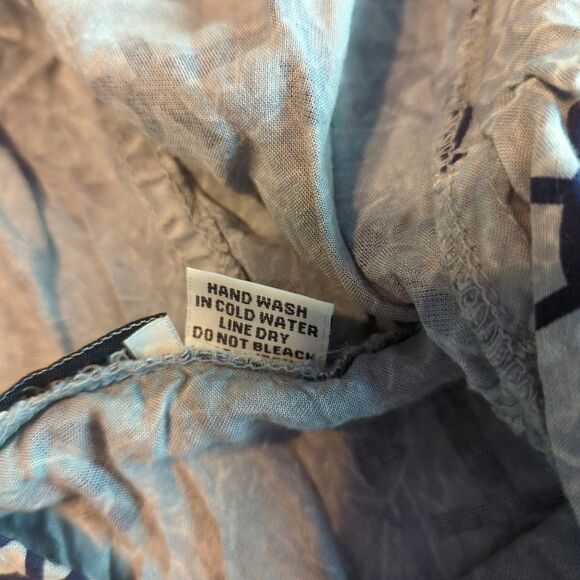 HAND WASH
IN COLD WATER
LINE DRY
DO NOT BLEACH